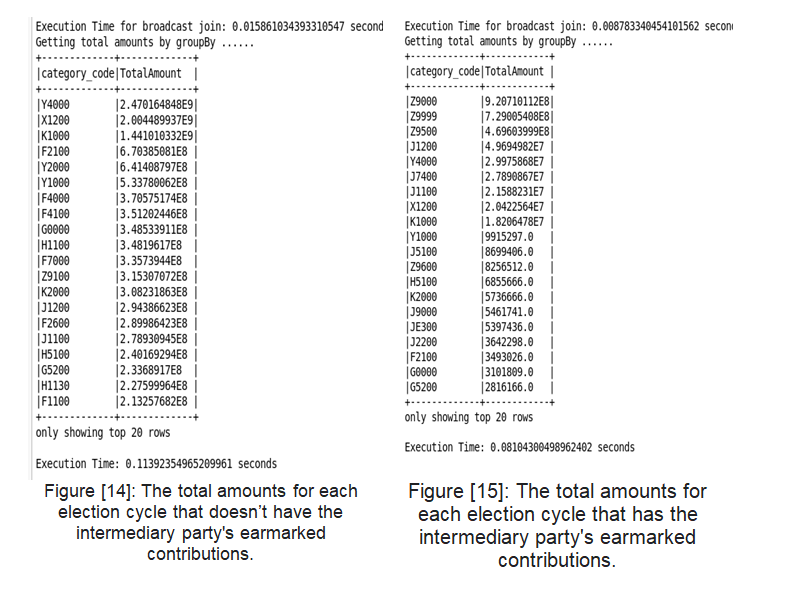 Execution Time for broadcast join: 0.015861034393310547 second
Getting total amounts by groupBy ......
+-------------+-------------+
|category_code|TotalAmount  |
+-------------+-------------+
|Y4000        |2.470164848E9|
|X1200        |2.004489937E9|
|K1000        |1.441010332E9|
|F2100        |6.70385081E8 |
|Y2000        |6.41408797E8 |
|Y1000        |5.33780062E8 |
|F4000        |3.70575174E8 |
|F4100        |3.51202446E8 |
|G0000        |3.48533911E8 |
|H1100        |3.4819617E8  |
|F7000        |3.3573944E8  |
|Z9100        |3.15307072E8 |
|K2000        |3.08231863E8 |
|J1200        |2.94386623E8 |
|F2600        |2.89986423E8 |
|J1100        |2.78930945E8 |
|H5100        |2.40169294E8 |
|G5200        |2.3368917E8  |
|H1130        |2.27599964E8 |
|F1100        |2.13257682E8 |
+-------------+-------------+
only showing top 20 rows
Execution Time: 0.11392354965209961 seconds
Figure [14]: The total amounts for each
election cycle that doesn't have the
intermediary party's earmarked
contributions.
Execution Time for broadcast join: 0.008783340454101562 secon
Getting total amounts by groupBy ......
+-------------+------------+
|category_code|TotalAmount |
+-------------+------------+
|Z9000        |9.20710112E8|
|Z9999        |7.29005408E8|
|Z9500        |4.69603999E8|
|J1200        |4.9694982E7 |
|Y4000        |2.9975868E7 |
|J7400        |2.7890867E7 |
|J1100        |2.1588231E7 |
|X1200        |2.0422564E7 |
|K1000        |1.8206478E7 |
|Y1000        |9915297.0   |
|J5100        |8699406.0   |
|Z9600        |8256512.0   |
|H5100        |6855666.0   |
|K2000        |5736666.0   |
|J9000        |5461741.0   |
|JE300        |5397436.0   |
|J2200        |3642298.0   |
|F2100        |3493026.0   |
|G0000        |3101809.0   |
|G5200        |2816166.0   |
+-------------+------------+
only showing top 20 rows
Execution Time: 0.08104300498962402 seconds
Figure [15]: The total amounts for
each election cycle that has the
intermediary party's earmarked
contributions.